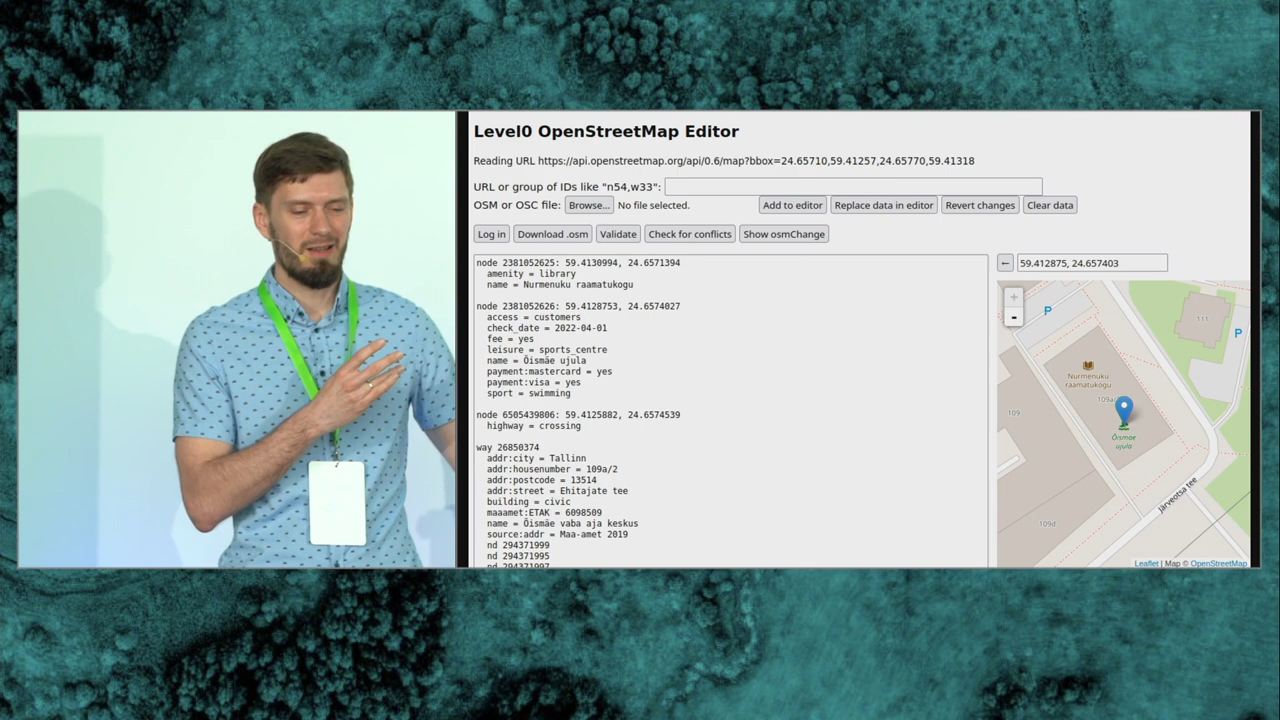 Level0 OpenStreetMap Editor
Reading URL https://api.openstreetmap.org/api/0.6/map?bbox=24.65710,59.41257,24.65770,59.41318
URL or group of IDs like "n54,w33":
OSM or OSC file: Browse... No file selected. Add to editor Replace data in editor Revert changes Clear data
Log in Download .osm Validate Check for conflicts Show osmChange
node 2381052625: 59.4130994, 24.6571394
amenity = library
name = Nurmenuku raamatukogu
node 2381052626: 59.4128753, 24.6574027
access = customers
check_date = 2022-04-01
fee = yes
leisure = sports_centre
name = Õismäe ujula
payment:mastercard = yes
payment:visa = yes
sport = swimming
node 6505439806: 59.4125882, 24.6574539
highway = crossing
way 26850374
addr:city = Tallinn
addr:housenumber = 109a/2
addr:postcode = 13514
addr:street = Ehitajate tee
building = civic
maaamet:ETAK = 6098509
name = Õismäe vaba aja keskus
source:addr = Maa-amet 2019
nd 294371999
nd 294371995
nd 294371997
← 59.412875, 24.657403
+
-
P
111
P
Nurmenuku
raamatukogu
109
Õismäe
ujula
Järveotsa tee
109d
Leaflet | Map © OpenStreetMap